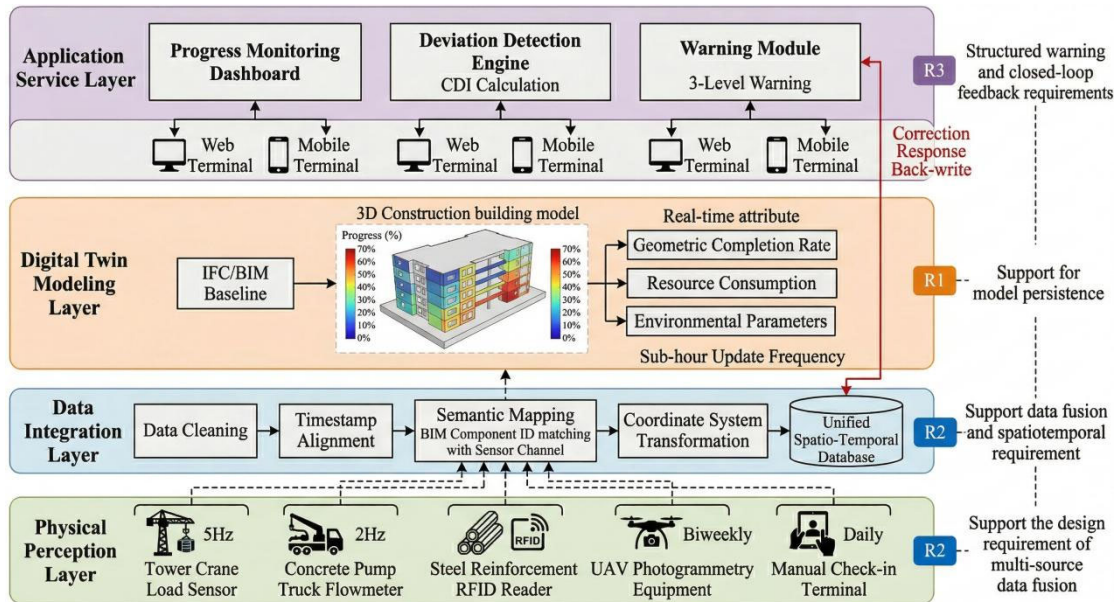 Application
Service Layer
Progress Monitoring
Dashboard
Deviation Detection
Engine
CDI Calculation
Warning Module
3-Level Warning
R3
Structured warning
and closed-loop
feedback requirements
Web
Terminal
Mobile
Terminal
Web
Terminal
Mobile
Terminal
Web
Terminal
Mobile
Terminal
Correction
Response
Back-write
Digital Twin
Modeling
Layer
IFC/BIM
Baseline
3D Construction building model
Progress (%)
70%
70%
60%
50%
40%
30%
20%
10%
0%
70%
70%
60%
50%
40%
30%
20%
10%
0%
Real-time attribute
Geometric Completion Rate
Resource Consumption
Environmental Parameters
Sub-hour Update Frequency
R1
Support for
model persistence
Data
Integration
Layer
Data Cleaning
Timestamp
Alignment
Semantic Mapping
BIM Component ID matching
with Sensor Channel
Coordinate System
Transformation
Unified
Spatio-Temporal
Database
R2
Support data fusion
and spatiotemporal
requirement
Physical
Perception
Layer
5Hz
Tower Crane
Load Sensor
2Hz
Concrete Pump
Truck Flowmeter
RFID
Steel Reinforcement
RFID Reader
Biweekly
UAV Photogrammetry
Equipment
Daily
Manual Check-in
Terminal
R2
Support the design
requirement of
multi-source
data fusion